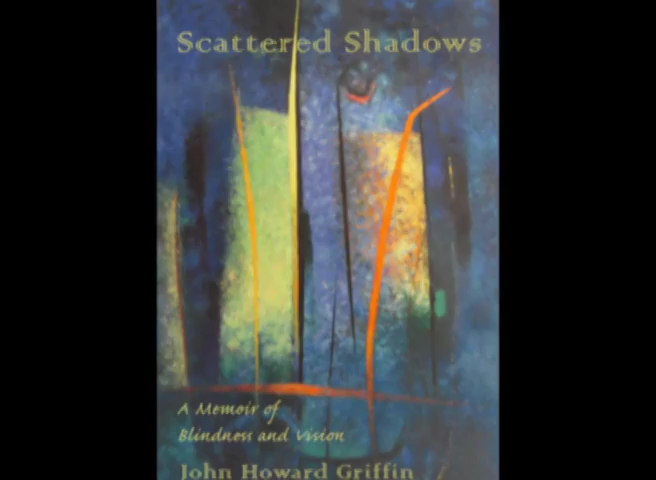 Scattered Shadows
A Memoir of
Blindness and Vision
John Howard Griffin